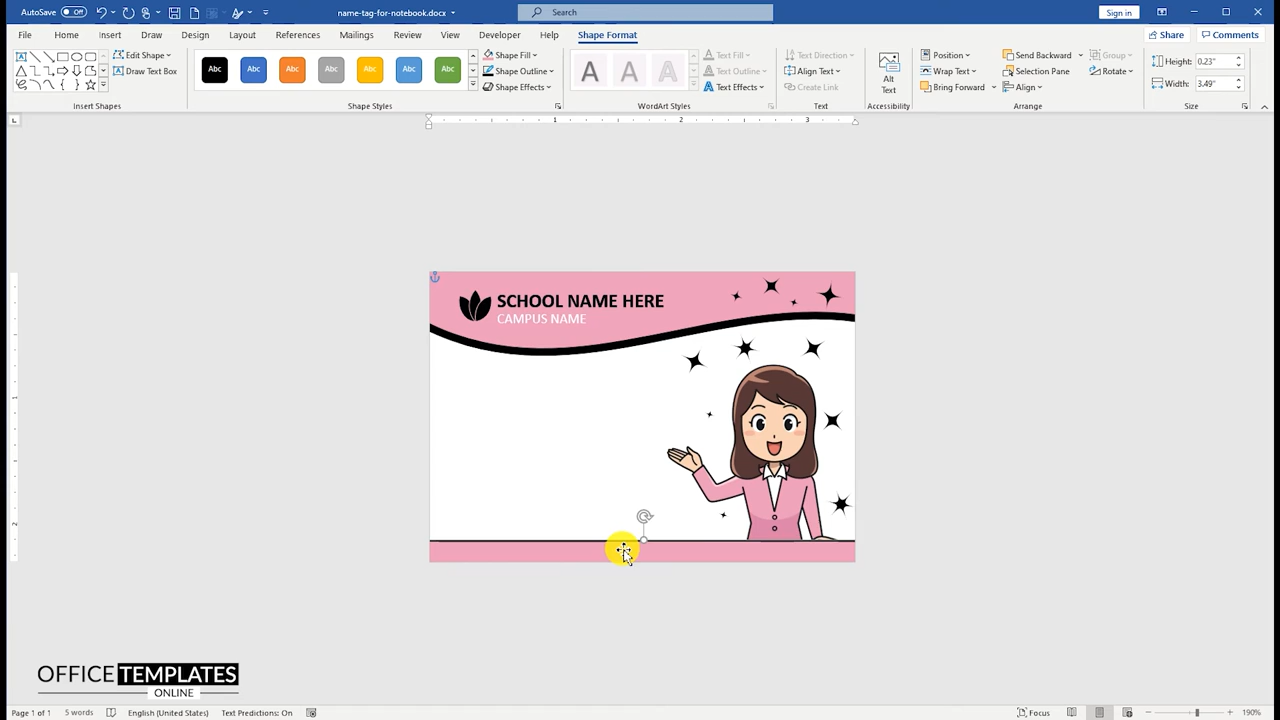 AutoSave Off
name-tag-for-notebook.docx
Search
Sign in
File Home Insert Draw Design Layout References Mailings Review View Developer Help Shape Format
Share Comments
Edit Shape
Draw Text Box
Insert Shapes
Abc Abc Abc Abc Abc Abc Abc
Shape Styles
Shape Fill
Shape Outline
Shape Effects
A A A
WordArt Styles
Text Fill
Text Outline
Text Effects
Text Direction
Align Text
Create Link
Text
Alt
Text
Accessibility
Position
Wrap Text
Bring Forward
Send Backward
Selection Pane
Align
Group
Rotate
Arrange
Height: 0.23"
Width: 3.49"
Size
1 2 3
SCHOOL NAME HERE
CAMPUS NAME
1
2
OFFICE TEMPLATES
ONLINE
Page 1 of 1 5 words English (United States) Text Predictions: On
Focus
190%